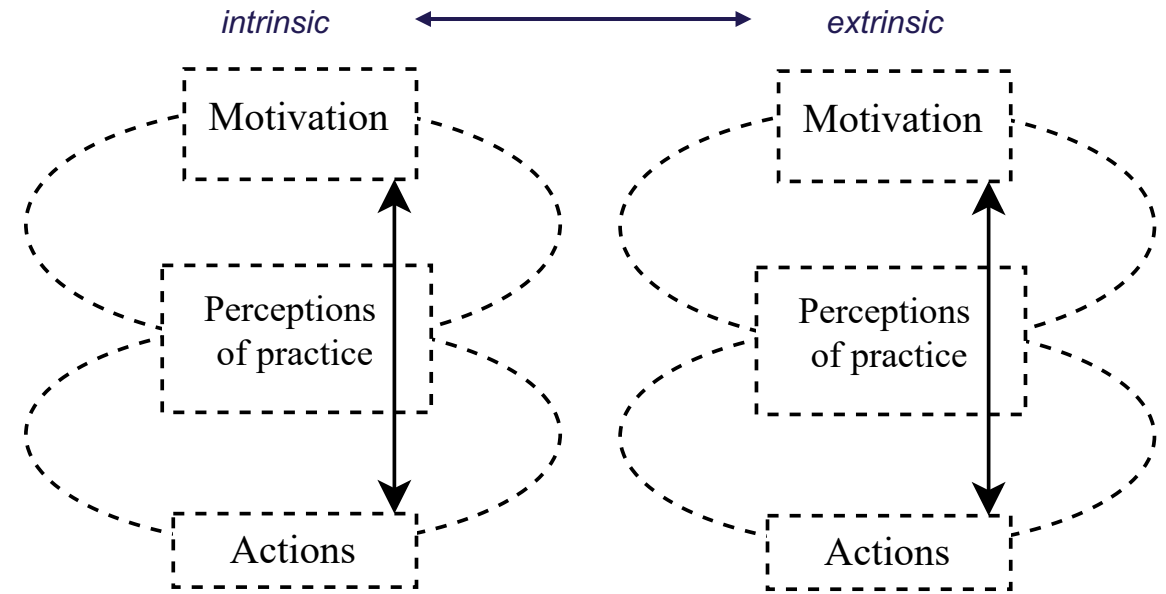 intrinsic
extrinsic
Motivation
Perceptions
of practice
Actions
Motivation
Perceptions
of practice
Actions